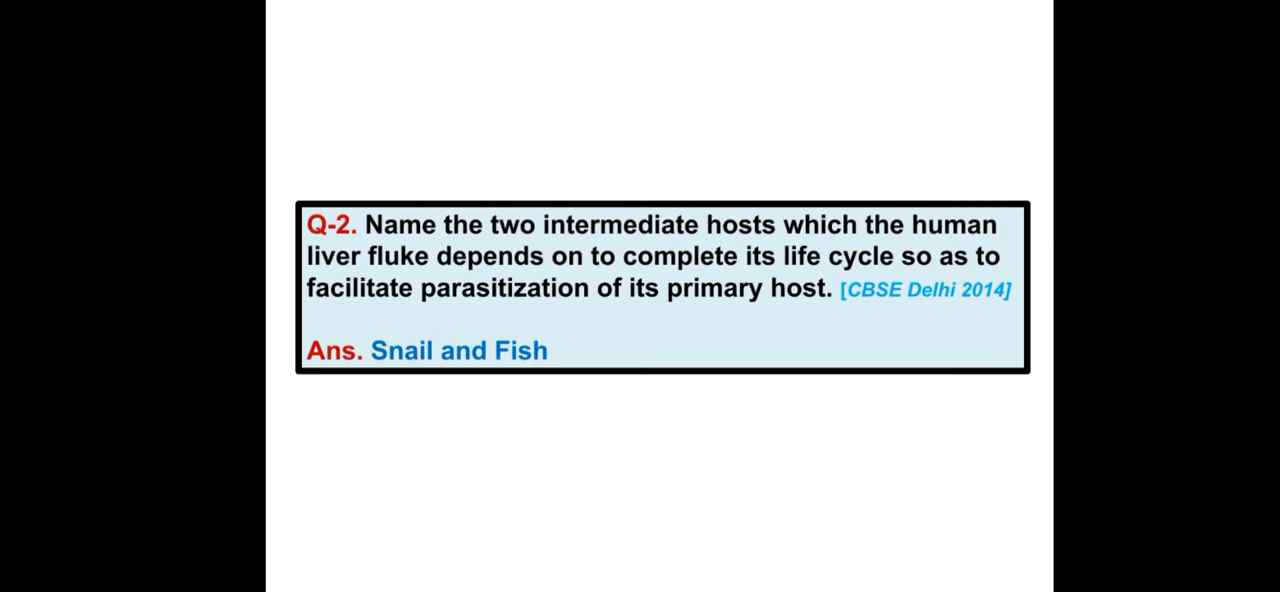 Q-2. Name the two intermediate hosts which the human
liver fluke depends on to complete its life cycle so as to
facilitate parasitization of its primary host. [CBSE Delhi 2014]
Ans. Snail and Fish